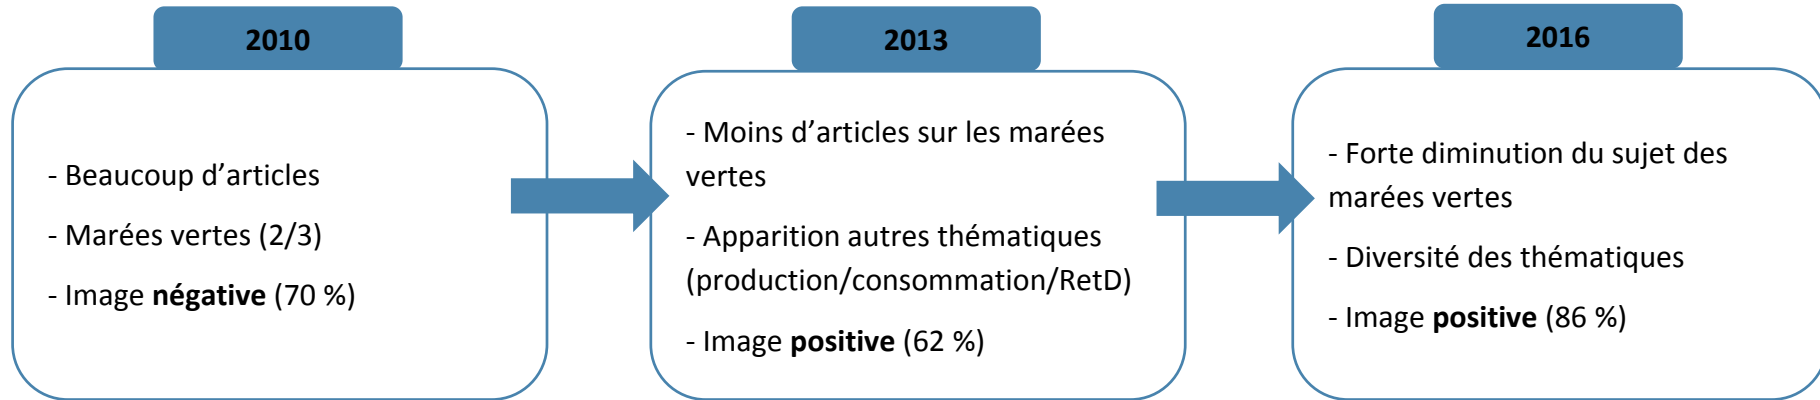 2010
- Beaucoup d’articles
- Marées vertes (2/3)
- Image négative (70 %)
2013
- Moins d’articles sur les marées
vertes
- Apparition autres thématiques
(production/consommation/RetD)
- Image positive (62 %)
2016
- Forte diminution du sujet des
marées vertes
- Diversité des thématiques
- Image positive (86 %)